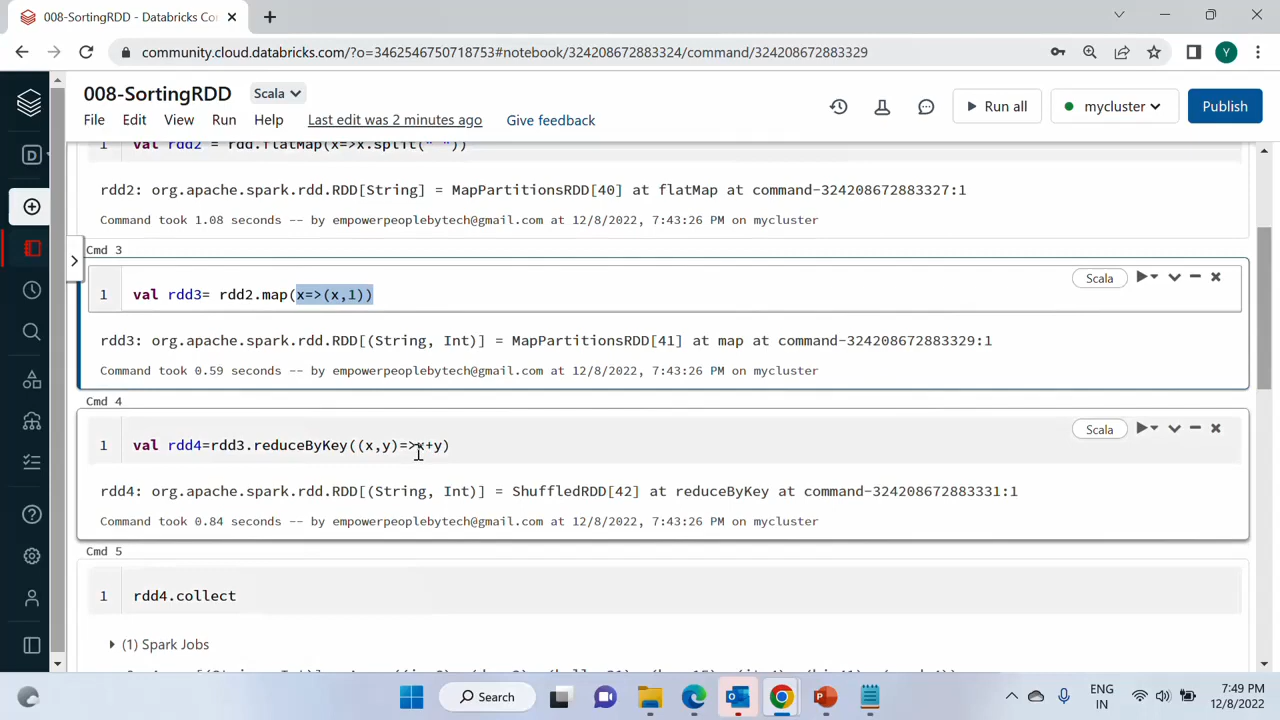 008-SortingRDD - Databricks Co
community.cloud.databricks.com/?o=3462546750718753#notebook/324208672883324/command/324208672883329
Y
008-SortingRDD
Scala
File Edit View Run Help Last edit was 2 minutes ago Give feedback
Run all
mycluster
Publish
D
1 val rdd2 = rdd.flatMap(x=>x.split(" "))
rdd2: org.apache.spark.rdd.RDD[String] = MapPartitionsRDD[40] at flatMap at command-324208672883327:1
Command took 1.08 seconds -- by empowerpeoplebytech@gmail.com at 12/8/2022, 7:43:26 PM on mycluster
Cmd 3
Scala
1 val rdd3= rdd2.map(x=>(x,1))
rdd3: org.apache.spark.rdd.RDD[(String, Int)] = MapPartitionsRDD[41] at map at command-324208672883329:1
Command took 0.59 seconds -- by empowerpeoplebytech@gmail.com at 12/8/2022, 7:43:26 PM on mycluster
Cmd 4
Scala
1 val rdd4=rdd3.reduceByKey((x,y)=>x+y)
rdd4: org.apache.spark.rdd.RDD[(String, Int)] = ShuffledRDD[42] at reduceByKey at command-324208672883331:1
Command took 0.84 seconds -- by empowerpeoplebytech@gmail.com at 12/8/2022, 7:43:26 PM on mycluster
Cmd 5
1 rdd4.collect
(1) Spark Jobs
Search
ENG
IN
7:49 PM
12/8/2022